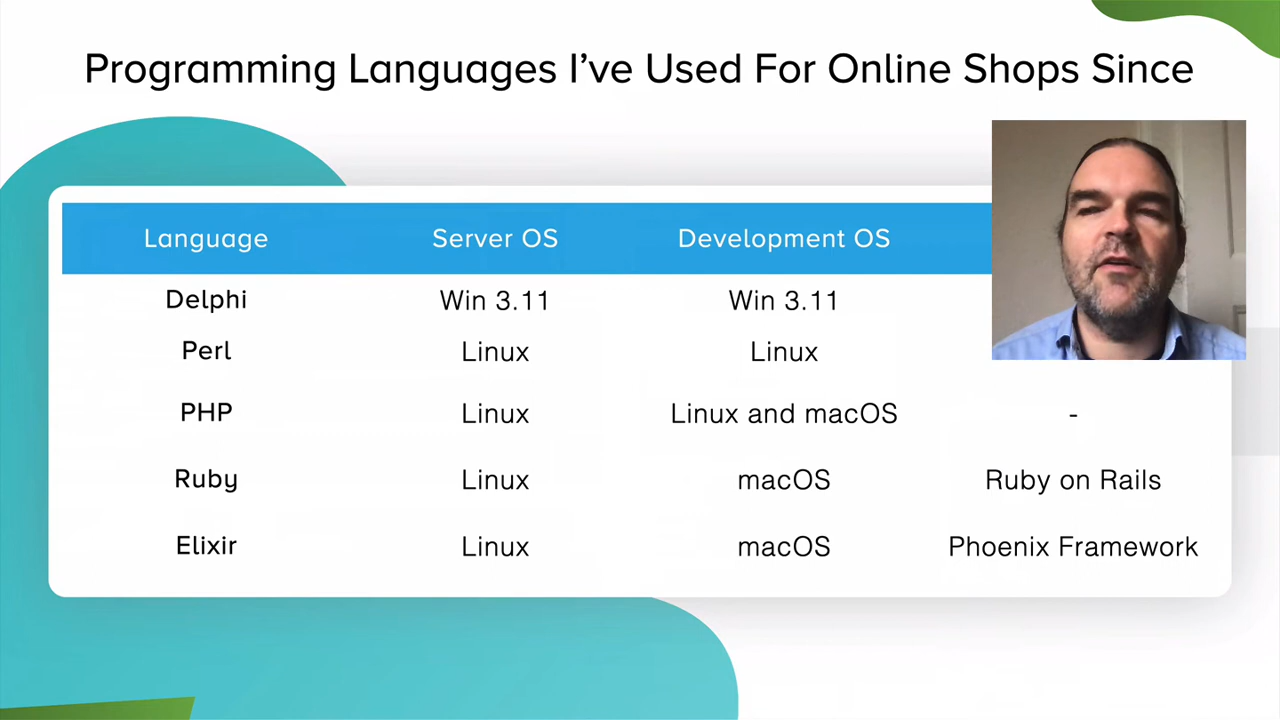 Programming Languages I’ve Used For Online Shops Since
Language Server OS Development OS
Delphi Win 3.11 Win 3.11
Perl Linux Linux
PHP Linux Linux and macOS -
Ruby Linux macOS Ruby on Rails
Elixir Linux macOS Phoenix Framework